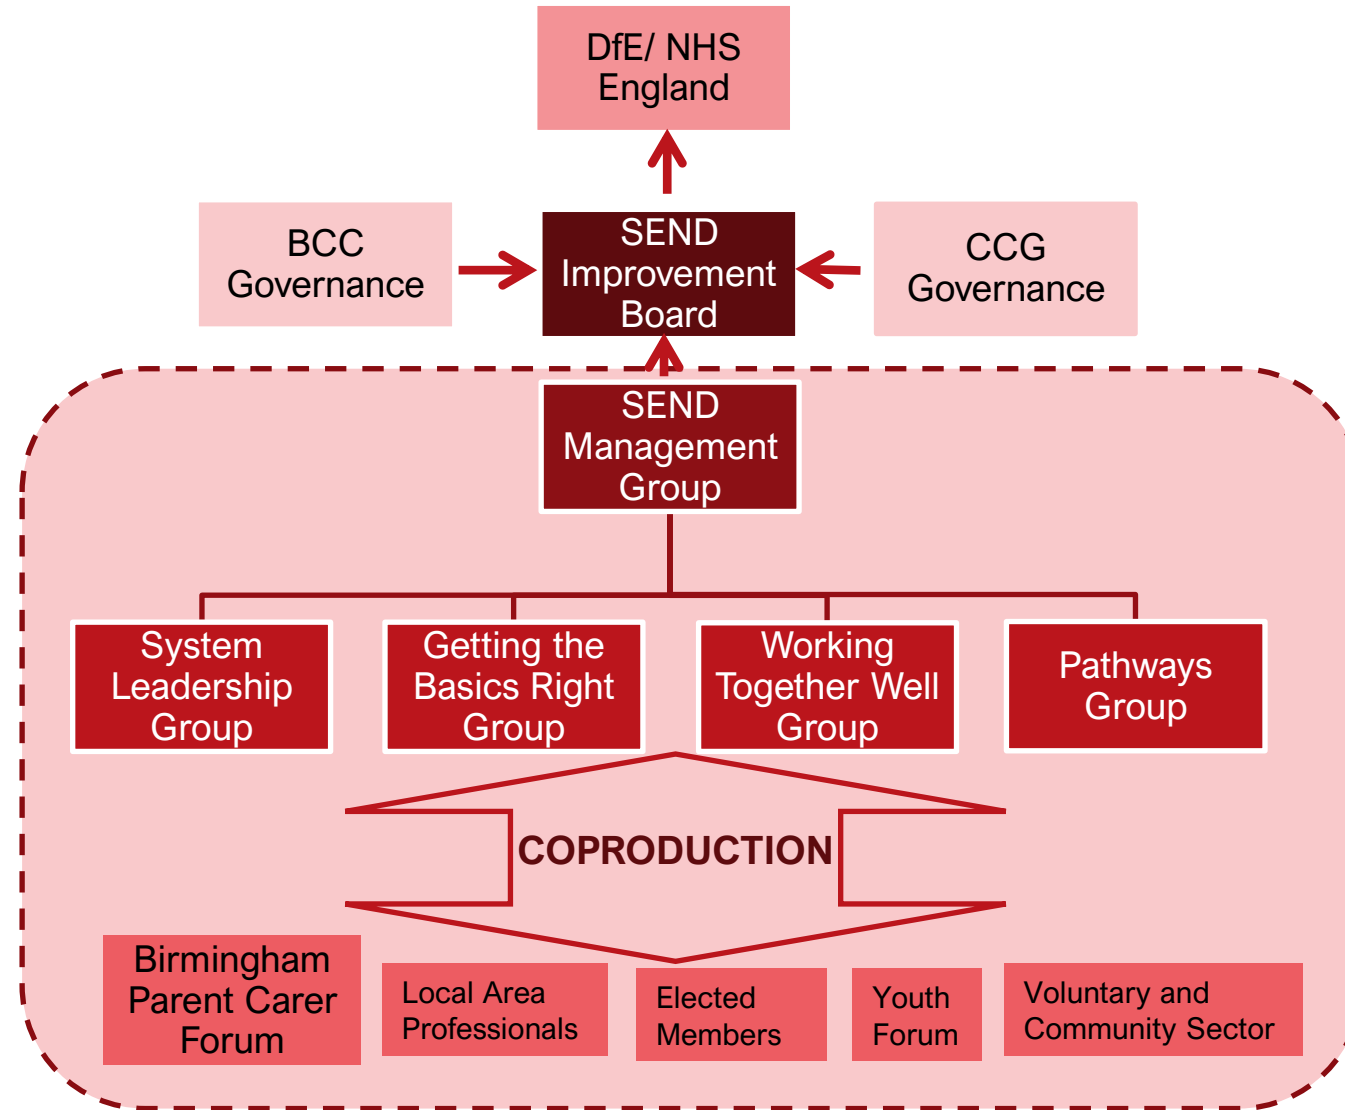 DfE/ NHS
England
BCC
Governance
SEND
Improvement
Board
CCG
Governance
SEND
Management
Group
System
Leadership
Group
Getting the
Basics Right
Group
Working
Together Well
Group
Pathways
Group
COPRODUCTION
Birmingham
Parent Carer
Forum
Local Area
Professionals
Elected
Members
Youth
Forum
Voluntary and
Community Sector